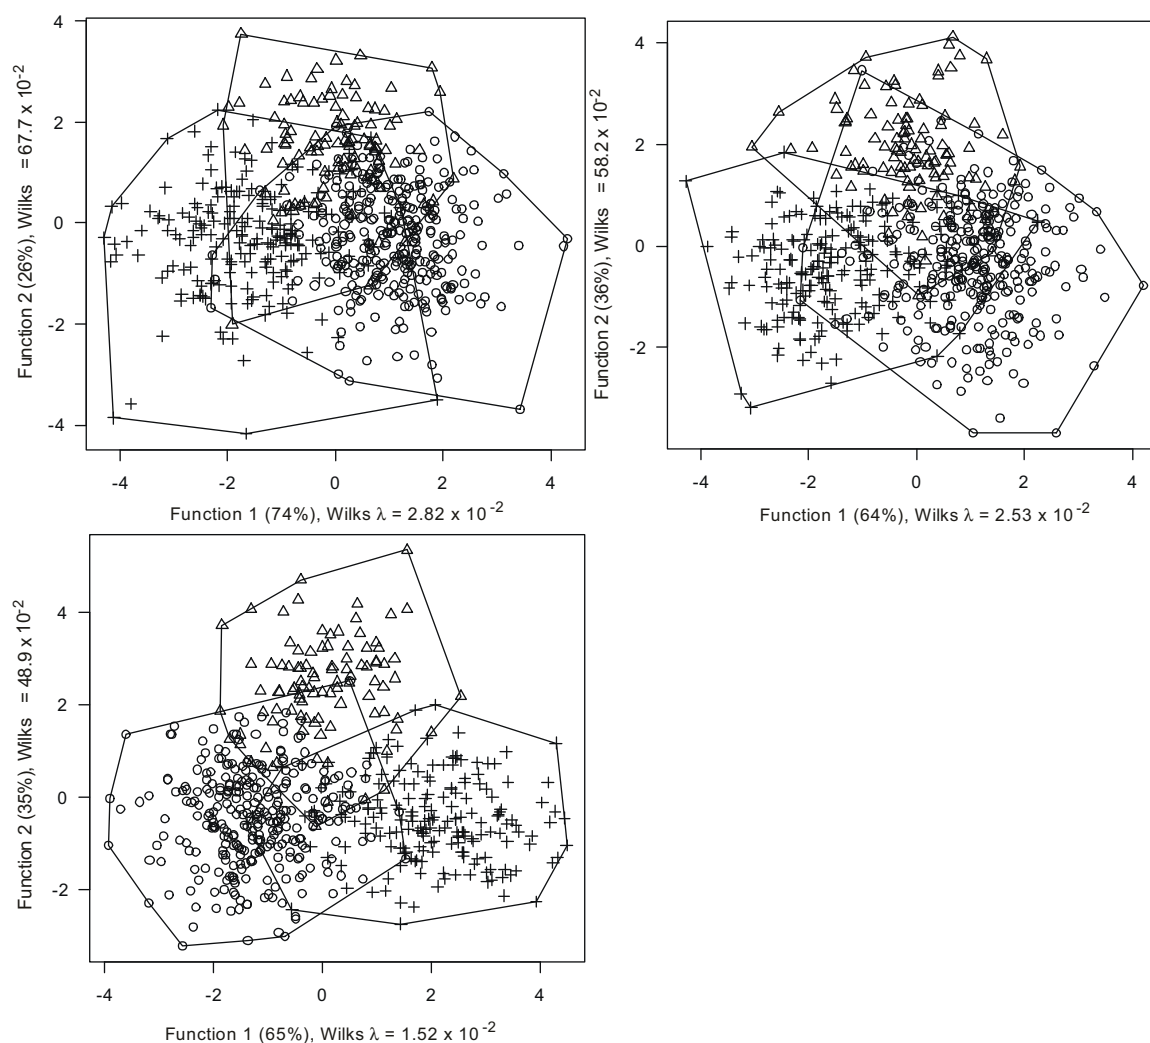 Function 2 (26%), Wilks = 67.7 x 10-2
4
2
0
-2
-4
-4 -2 0 2 4
Function 1 (74%), Wilks λ = 2.82 x 10-2
Function 2 (36%), Wilks = 58.2 x 10-2
4
2
0
-2
-4 -2 0 2 4
Function 1 (64%), Wilks λ = 2.53 x 10-2
Function 2 (35%), Wilks = 48.9 x 10-2
4
2
0
-2
-4 -2 0 2 4
Function 1 (65%), Wilks λ = 1.52 x 10-2